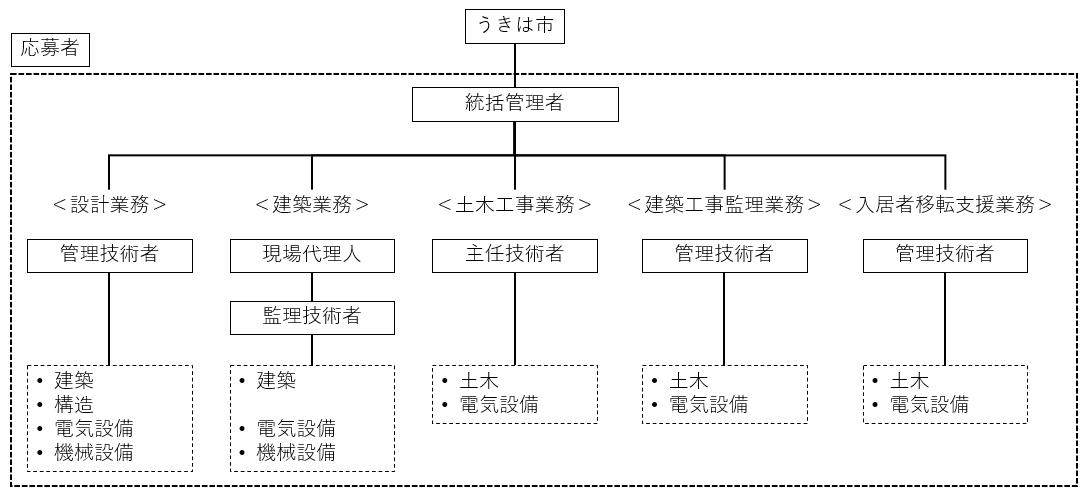 うきは市
応募者
統括管理者
＜設計業務＞
＜建築業務＞
＜土木工事業務＞
＜建築工事監理業務＞
＜入居者移転支援業務＞
管理技術者
現場代理人
主任技術者
管理技術者
管理技術者
監理技術者
• 建築
• 構造
• 電気設備
• 機械設備
• 建築
• 電気設備
• 機械設備
• 土木
• 電気設備
• 土木
• 電気設備
• 土木
• 電気設備